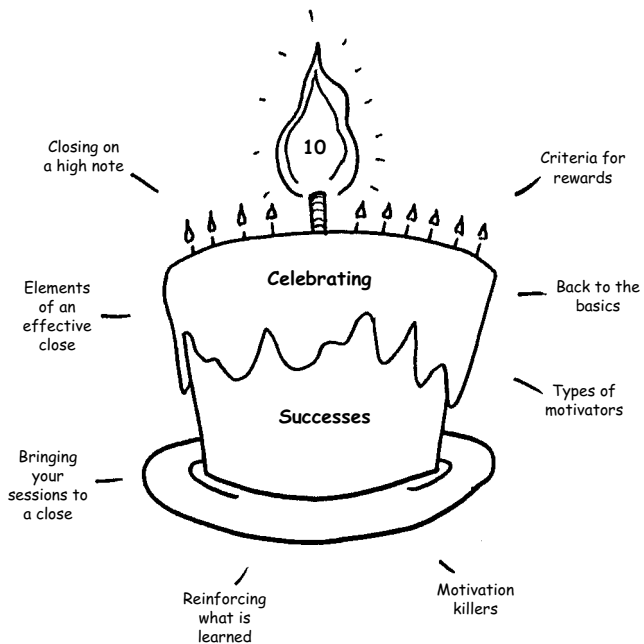 10
Closing on
a high note
Criteria for
rewards
Celebrating
Elements
of an
effective
close
Back to the
basics
Types of
motivators
Successes
Bringing
your
sessions to
a close
Motivation
killers
Reinforcing
what is
learned